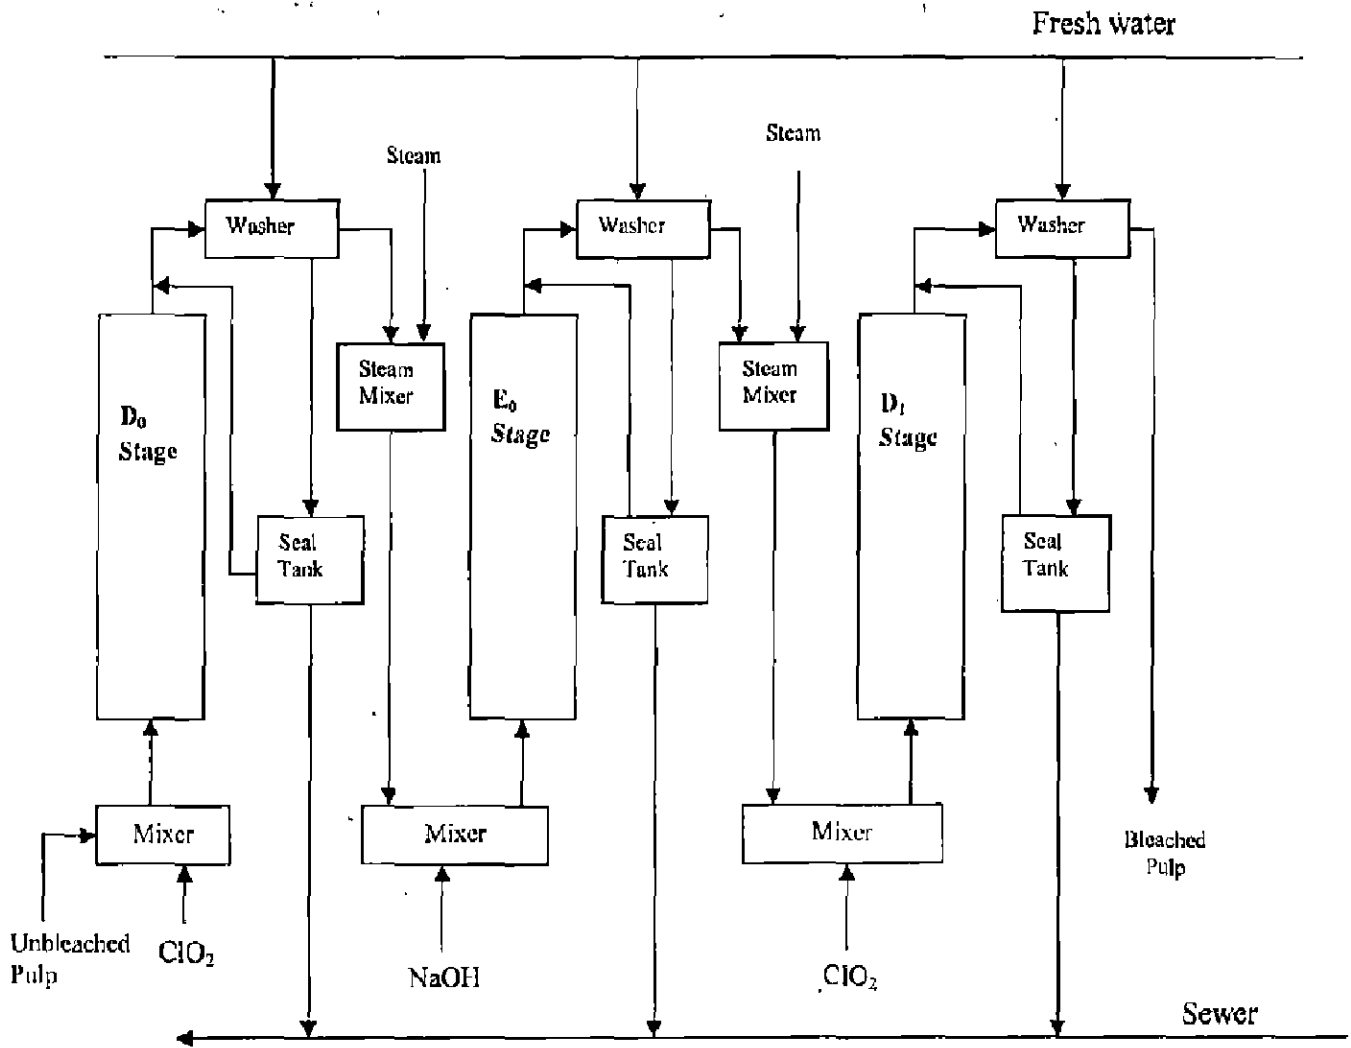 Fresh water
Steam
Steam
Washer
Washer
Washer
Steam
Mixer
Steam
Mixer
D₀
Stage
E₀
Stage
D₁
Stage
Seal
Tank
Seal
Tank
Seal
Tank
Mixer
Mixer
Mixer
Bleached
Pulp
Unbleached
Pulp
ClO₂
NaOH
ClO₂
Sewer